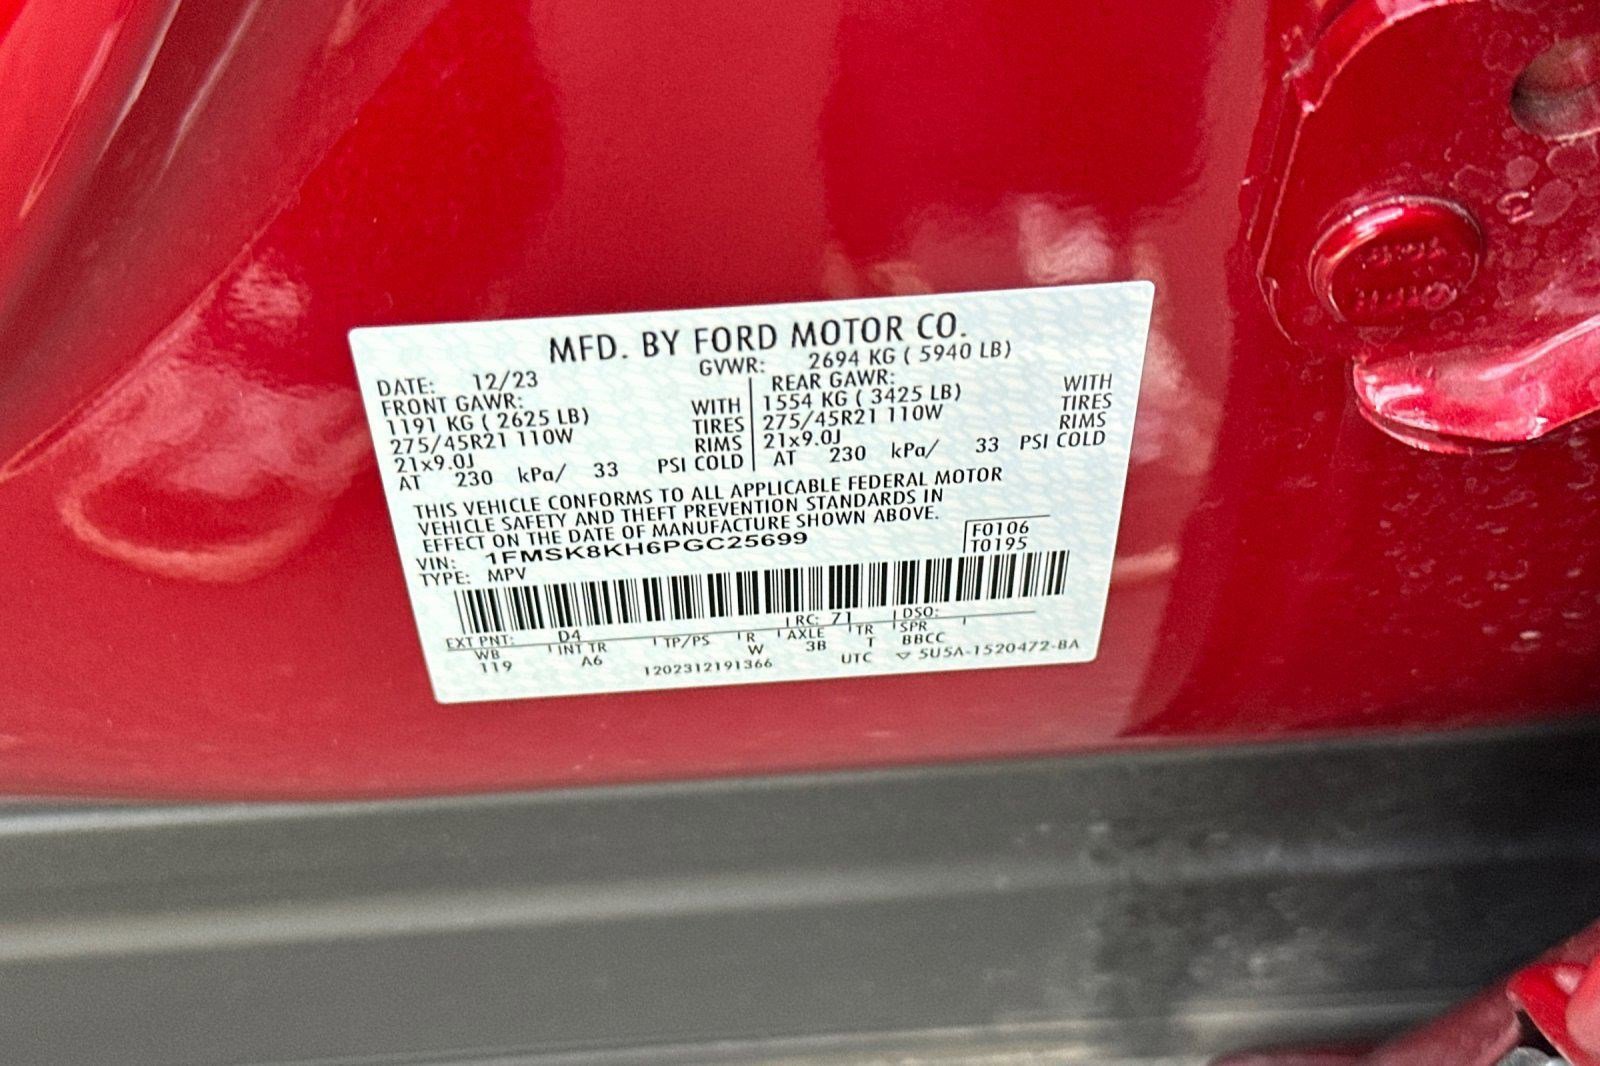 MFD. BY FORD MOTOR CO.
DATE: 12/23 GVWR: 2694 KG ( 5940 LB)
FRONT GAWR:
1191 KG ( 2625 LB) WITH
275/45R21 110W TIRES
21x9.0J RIMS
AT 230 kPa/ 33 PSI COLD
REAR GAWR: WITH
1554 KG ( 3425 LB) TIRES
275/45R21 110W RIMS
21x9.0J
AT 230 kPa/ 33 PSI COLD
THIS VEHICLE CONFORMS TO ALL APPLICABLE FEDERAL MOTOR
VEHICLE SAFETY AND THEFT PREVENTION STANDARDS IN
EFFECT ON THE DATE OF MANUFACTURE SHOWN ABOVE.
VIN: 1FMSK8KH6PGC25699
TYPE: MPV
F0106
T0195
EXT PNT: D4 RC: 71 DSO:
WB INT TR TP/PS R AXLE TR SPR
119 A6 W 3B T BBCC
1202312191366 UTC ▽ 5U5A-1520472-BA